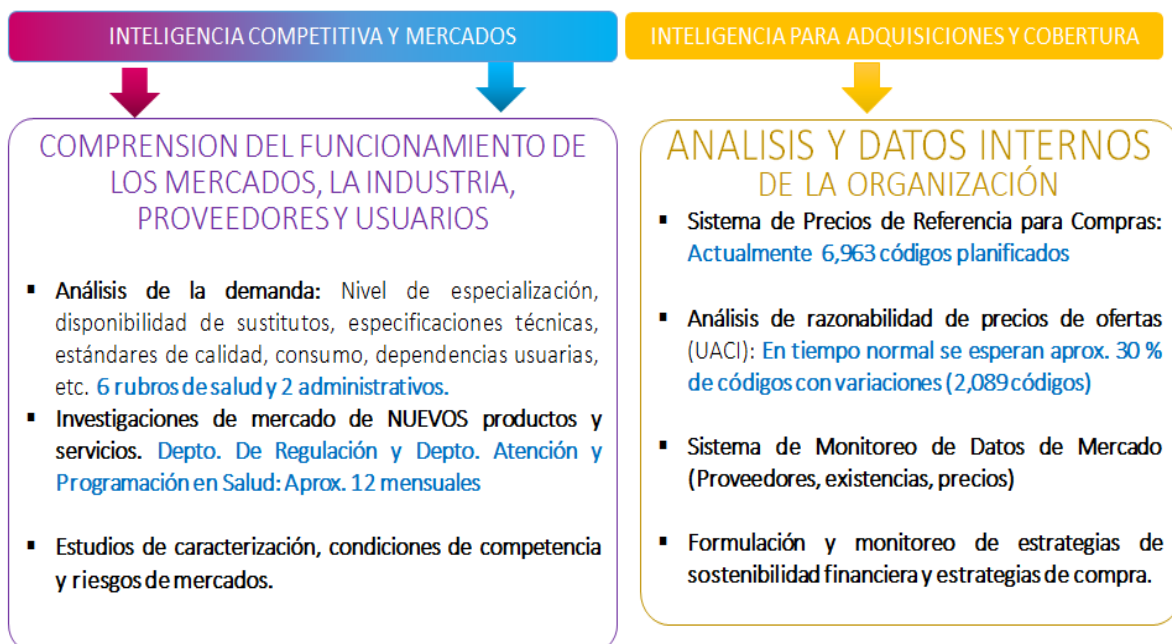 INTELIGENCIA COMPETITIVA Y MERCADOS
COMPRENSION DEL FUNCIONAMIENTO DE
LOS MERCADOS, LA INDUSTRIA,
PROVEEDORES Y USUARIOS
▪ Análisis de la demanda: Nivel de especialización,
disponibilidad de sustitutos, especificaciones técnicas,
estándares de calidad, consumo, dependencias usuarias,
etc. 6 rubros de salud y 2 administrativos.
▪ Investigaciones de mercado de NUEVOS productos y
servicios. Depto. De Regulación y Depto. Atención y
Programación en Salud: Aprox. 12 mensuales
▪ Estudios de caracterización, condiciones de competencia
y riesgos de mercados.
INTELIGENCIA PARA ADQUISICIONES Y COBERTURA
ANALISIS Y DATOS INTERNOS
DE LA ORGANIZACIÓN
▪ Sistema de Precios de Referencia para Compras:
Actualmente 6,963 códigos planificados
▪ Análisis de razonabilidad de precios de ofertas
(UACI): En tiempo normal se esperan aprox. 30 %
de códigos con variaciones (2,089 códigos)
▪ Sistema de Monitoreo de Datos de Mercado
(Proveedores, existencias, precios)
▪ Formulación y monitoreo de estrategias de
sostenibilidad financiera y estrategias de compra.